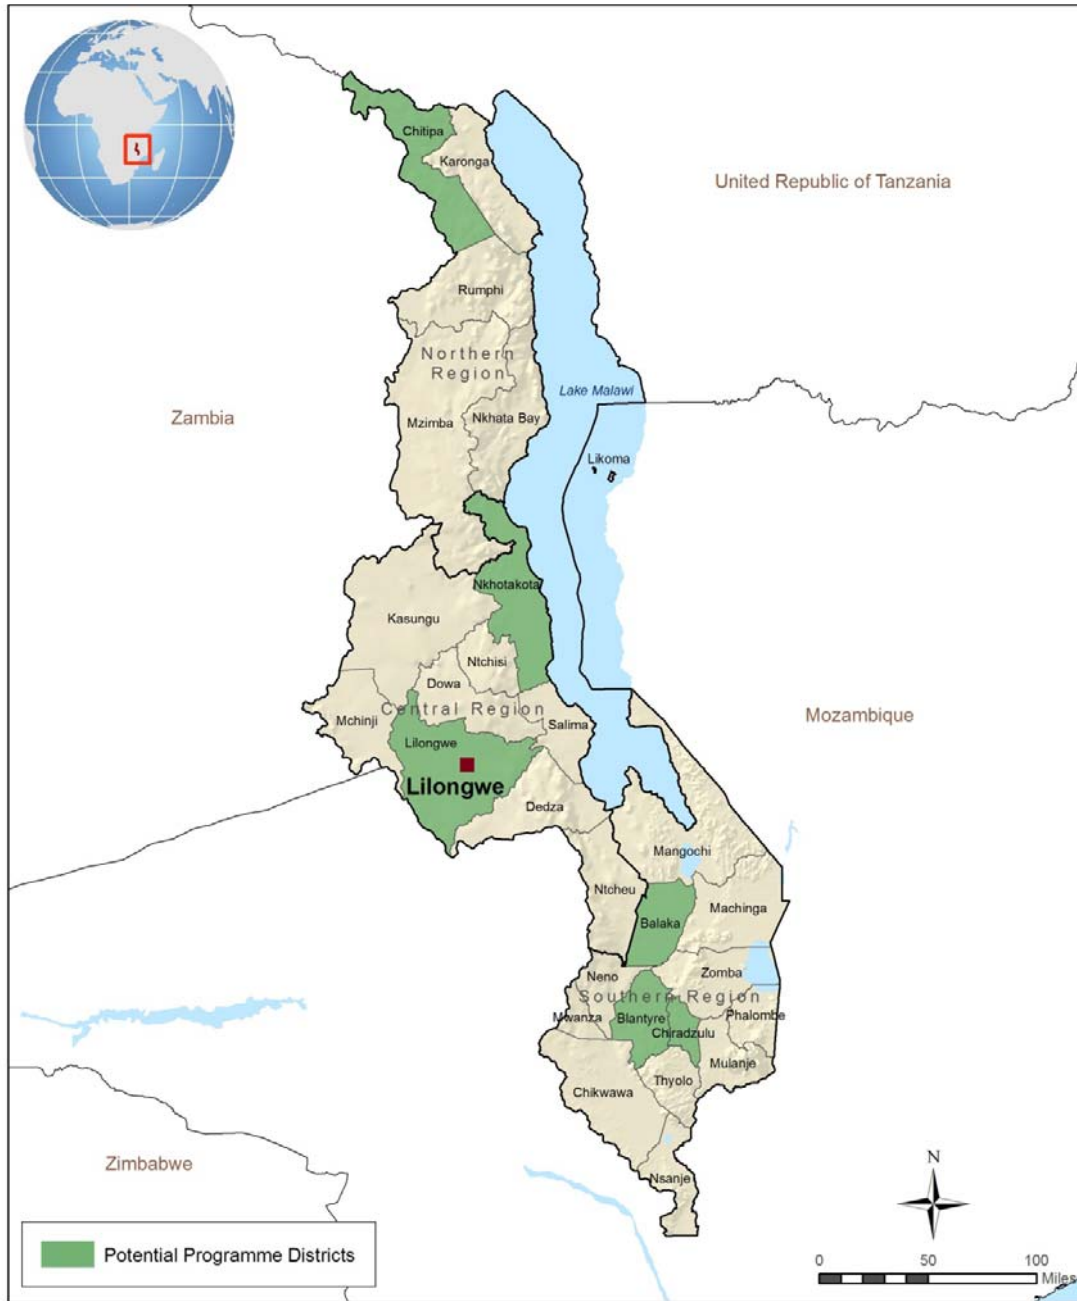 Chitipa
Karonga
United Republic of Tanzania
Rumphi
Northern
Region
Lake Malawi
Zambia
Mzimba
Nkhata Bay
Likoma
Nkhotakota
Kasungu
Ntchisi
Dowa
Central Region
Mchinji
Salima
Mozambique
Lilongwe
Lilongwe
Dedza
Mangochi
Ntcheu
Machinga
Balaka
Neno
Zomba
Southern Region
Mwanza
Blantyre
Phalombe
Chiradzulu
Mulanje
Thyolo
Chikwawa
Zimbabwe
Nsanje
N
Potential Programme Districts
0 50 100
Miles